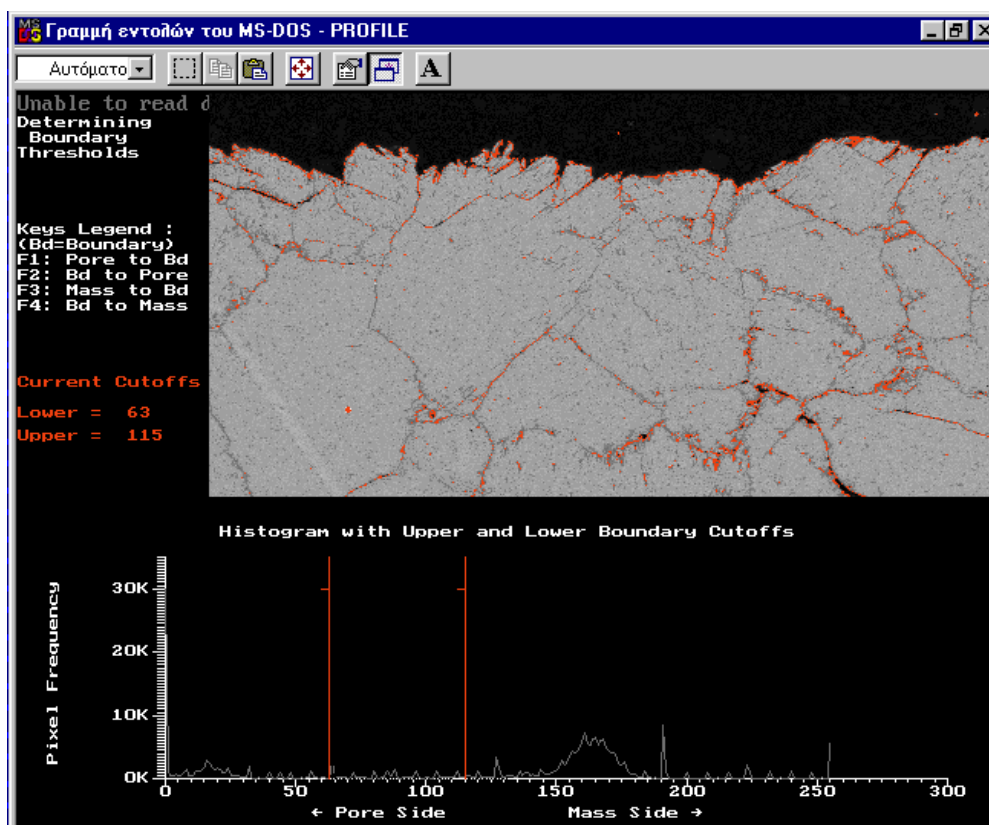 Γραμμή εντολών του MS-DOS - PROFILE
Αυτόματο
A
Unable to read d
Determining
Boundary
Thresholds
Keys Legend :
(Bd=Boundary)
F1: Pore to Bd
F2: Bd to Pore
F3: Mass to Bd
F4: Bd to Mass
Current Cutoffs
Lower = 63
Upper = 115
Histogram with Upper and Lower Boundary Cutoffs
Pixel Frequency
30K
20K
10K
0K
0 50 100 150 200 250 300
← Pore Side Mass Side →